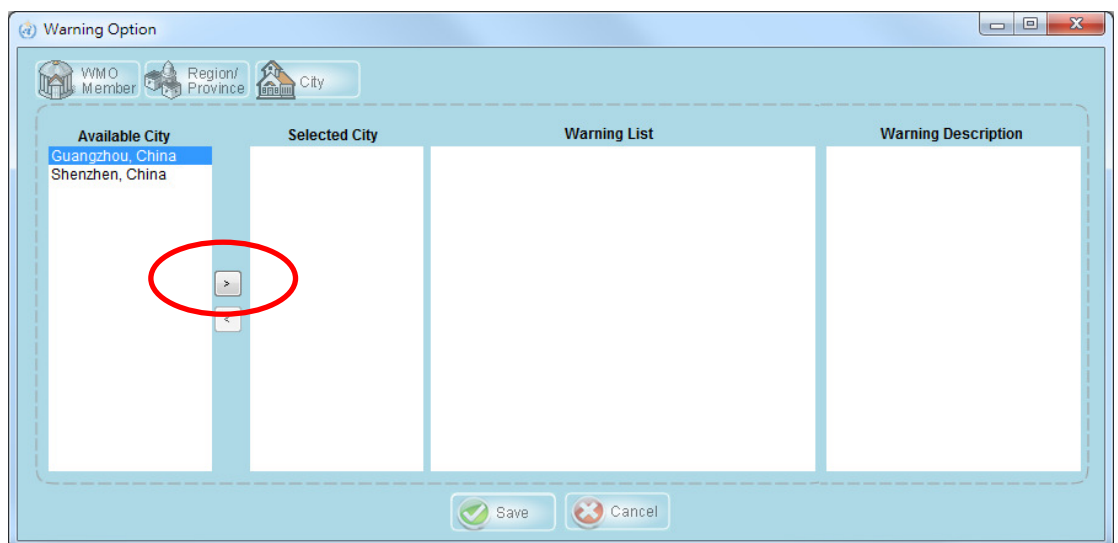 Warning Option
WMO
Member
Region/
Province
City
Available City
Selected City
Warning List
Warning Description
Guangzhou, China
Shenzhen, China
>
<
Save
Cancel